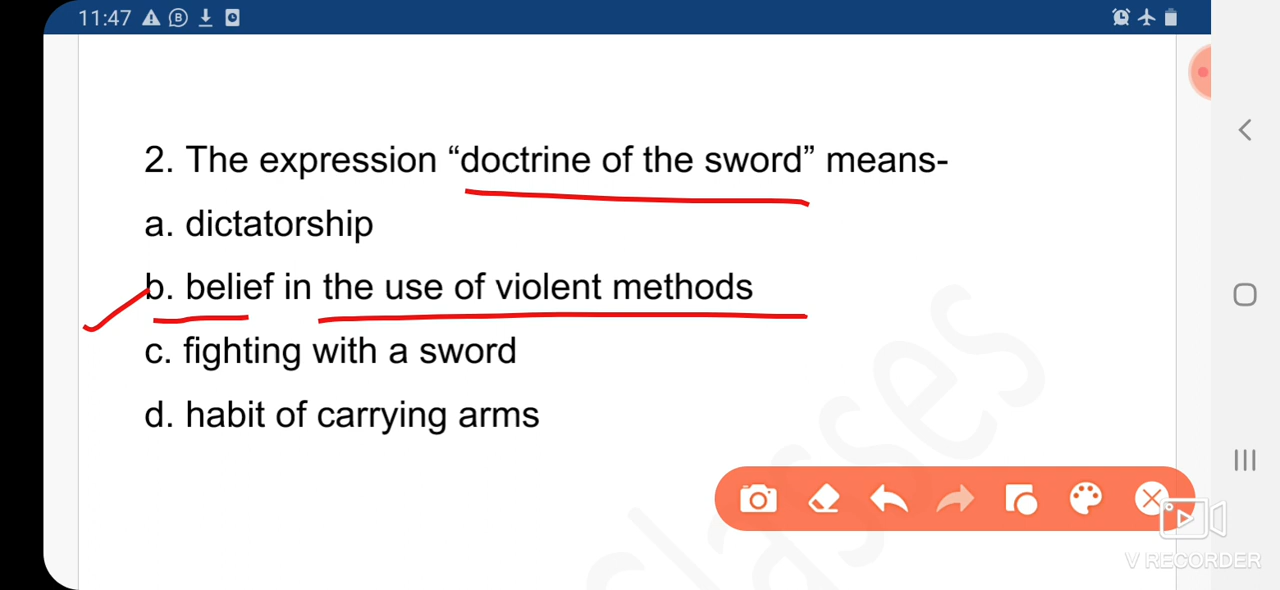 11:47
2. The expression “doctrine of the sword” means-
a. dictatorship
b. belief in the use of violent methods
c. fighting with a sword
d. habit of carrying arms
classes
V RECORDER